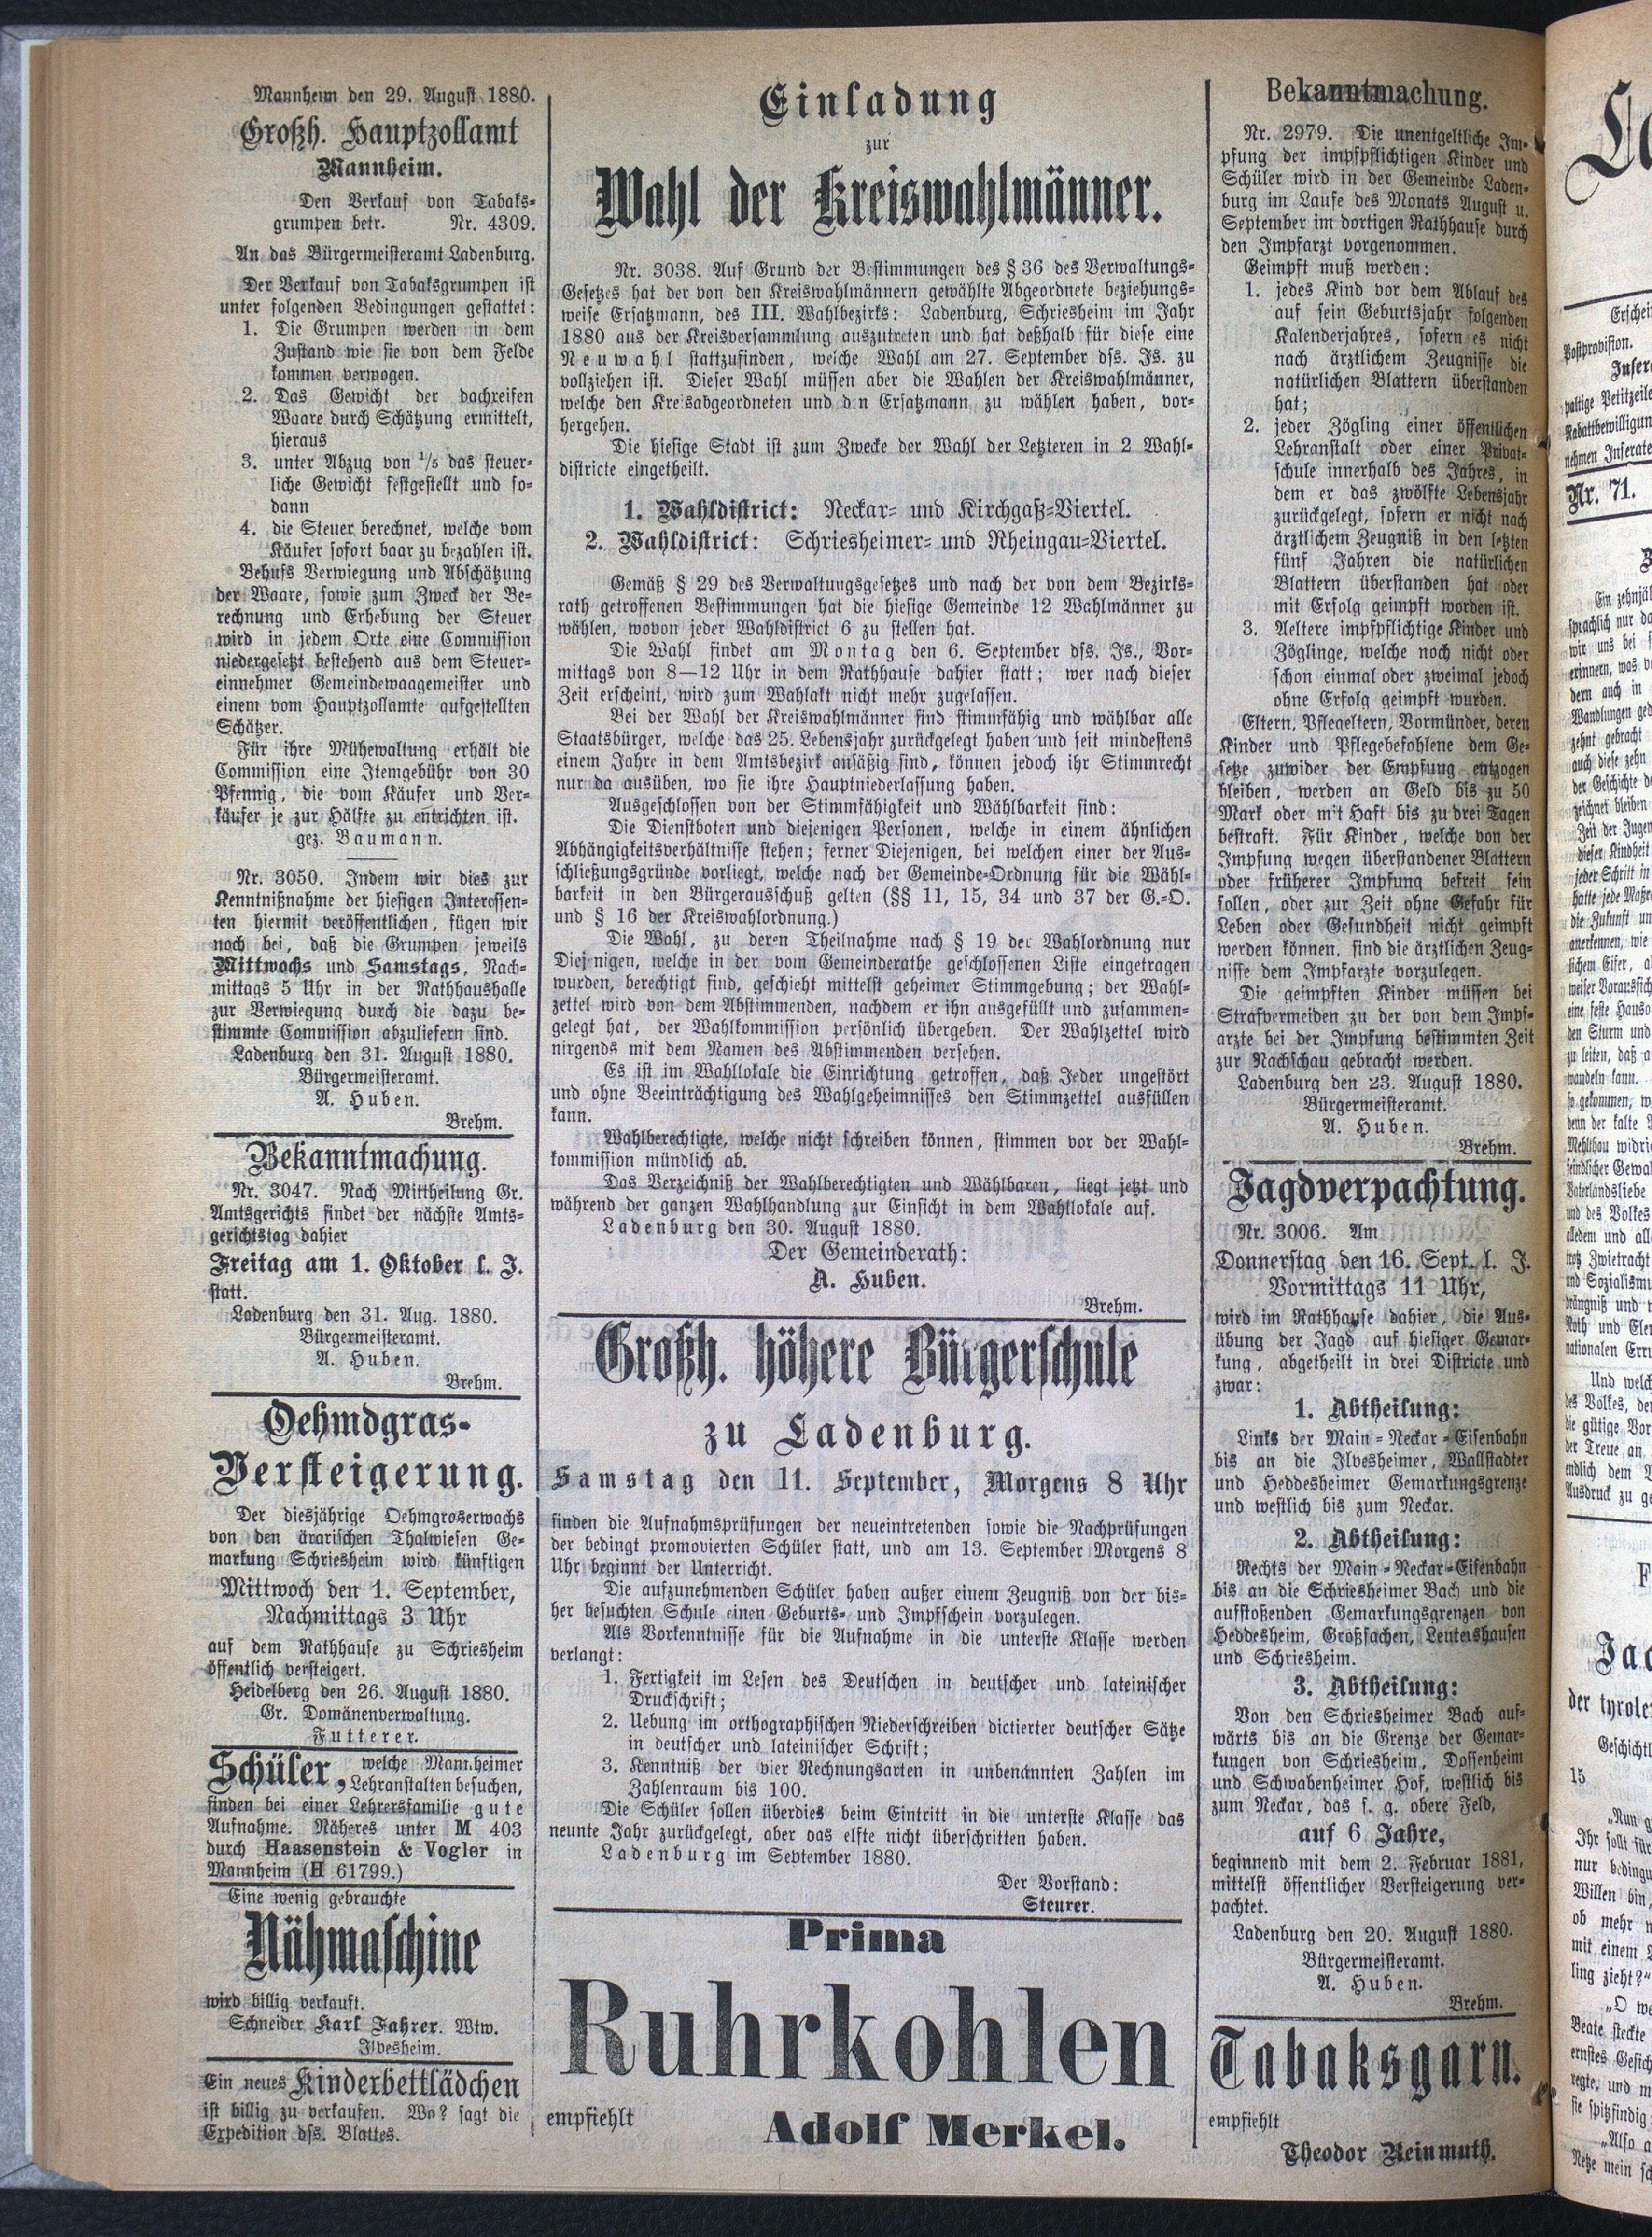 Mannheim den 29. August 1880.
Großh. Hauptzollamt
Mannheim.
Den Verkauf von Tabaks-
grumpen betr. Nr. 4309.
An das Bürgermeisteramt Ladenburg.
Der Verkauf von Tabaksgrumpen ist
unter folgenden Bedingungen gestattet:
1. Die Grumpen werden in dem
Zustand wie sie von dem Felde
kommen verwogen.
2. Das Gewicht der dachreifen
Waare durch Schätzung ermittelt,
hieraus
3. unter Abzug von 1/5 das steuer-
liche Gewicht festgestellt und so-
dann
4. die Steuer berechnet, welche vom
Käufer sofort baar zu bezahlen ist.
Behufs Verwiegung und Abschätzung
der Waare, sowie zum Zweck der Be-
rechnung und Erhebung der Steuer
wird in jedem Orte eine Commission
niedergesetzt bestehend aus dem Steuer-
einnehmer Gemeindewaagemeister und
einem vom Hauptzollamte aufgestellten
Schätzer.
Für ihre Mühewaltung erhält die
Commission eine Itemgebühr von 30
Pfennig, die vom Käufer und Ver-
käufer je zur Hälfte zu entrichten ist.
gez. Baumann.
Nr. 3050. Indem wir dies zur
Kenntnißnahme der hiesigen Interessen-
ten hiermit veröffentlichen, fügen wir
noch bei, daß die Grumpen jeweils
Mittwochs und Samstags, Nach-
mittags 5 Uhr in der Rathhaushalle
zur Verwiegung durch die dazu be-
stimmte Commission abzuliefern sind.
Ladenburg den 31. August 1880.
Bürgermeisteramt.
A. Huben.
Brehm.
Bekanntmachung.
Nr. 3047. Nach Mittheilung Gr.
Amtsgerichts findet der nächste Amts-
gerichtstag dahier
Freitag am 1. Oktober l. J.
statt.
Ladenburg den 31. Aug. 1880.
Bürgermeisteramt.
A. Huben.
Brehm.
Oehmdgras-
Versteigerung.
Der diesjährige Oehmgraserwachs
von den ärarischen Thalwiesen Ge-
markung Schriesheim wird künftigen
Mittwoch den 1. September,
Nachmittags 3 Uhr
auf dem Rathhause zu Schriesheim
öffentlich versteigert.
Heidelberg den 26. August 1880.
Gr. Domänenverwaltung.
Futterer.
Schüler, welche Mannheimer
Lehranstalten besuchen,
finden bei einer Lehrersfamilie gute
Aufnahme. Näheres unter M 403
durch Haasenstein & Vogler in
Mannheim (H 61799.)
Eine wenig gebrauchte
Nähmaschine
wird billig verkauft.
Schneider Karl Fahrer. Wtw.
Ilvesheim.
Ein neues Kinderbettlädchen
ist billig zu verkaufen. Wo? sagt die
Expedition dss. Blattes.
Einladung
zur
Wahl der Kreiswahlmänner.
Nr. 3038. Auf Grund der Bestimmungen des § 36 des Verwaltungs-
Gesetzes hat der von den Kreiswahlmännern gewählte Abgeordnete beziehungs-
weise Ersatzmann, des III. Wahlbezirks: Ladenburg, Schriesheim im Jahr
1880 aus der Kreisversammlung auszutreten und hat deßhalb für diese eine
Neuwahl stattzufinden, welche Wahl am 27. September dss. Js. zu
vollziehen ist. Dieser Wahl müssen aber die Wahlen der Kreiswahlmänner,
welche den Kreisabgeordneten und den Ersatzmann zu wählen haben, vor-
hergehen.
Die hiesige Stadt ist zum Zwecke der Wahl der Letzteren in 2 Wahl-
districte eingetheilt.
1. Wahldistrict: Neckar- und Kirchgaß-Viertel.
2. Wahldistrict: Schriesheimer- und Rheingau-Viertel.
Gemäß § 29 des Verwaltungsgesetzes und nach der von dem Bezirks-
rath getroffenen Bestimmungen hat die hiesige Gemeinde 12 Wahlmänner zu
wählen, wovon jeder Wahldistrict 6 zu stellen hat.
Die Wahl findet am Montag den 6. September dss. Js., Vor-
mittags von 8—12 Uhr in dem Rathhause dahier statt; wer nach dieser
Zeit erscheint, wird zum Wahlakt nicht mehr zugelassen.
Bei der Wahl der Kreiswahlmänner sind stimmfähig und wählbar alle
Staatsbürger, welche das 25. Lebensjahr zurückgelegt haben und seit mindestens
einem Jahre in dem Amtsbezirk ansäßig sind, können jedoch ihr Stimmrecht
nur da ausüben, wo sie ihre Hauptniederlassung haben.
Ausgeschlossen von der Stimmfähigkeit und Wählbarkeit sind:
Die Dienstboten und diejenigen Personen, welche in einem ähnlichen
Abhängigkeitsverhältnisse stehen; ferner Diejenigen, bei welchen einer der Aus-
schließungsgründe vorliegt, welche nach der Gemeinde-Ordnung für die Wähl-
barkeit in den Bürgerausschuß gelten (§§ 11, 15, 34 und 37 der G.-O.
und § 16 der Kreiswahlordnung.)
Die Wahl, zu deren Theilnahme nach § 19 der Wahlordnung nur
Diejenigen, welche in der vom Gemeinderathe geschlossenen Liste eingetragen
wurden, berechtigt sind, geschieht mittelst geheimer Stimmgebung; der Wahl-
zettel wird von dem Abstimmenden, nachdem er ihn ausgefüllt und zusammen-
gelegt hat, der Wahlkommission persönlich übergeben. Der Wahlzettel wird
nirgends mit dem Namen des Abstimmenden versehen.
Es ist im Wahllokale die Einrichtung getroffen, daß Jeder ungestört
und ohne Beeinträchtigung des Wahlgeheimnisses den Stimmzettel ausfüllen
kann.
Wahlberechtigte, welche nicht schreiben können, stimmen vor der Wahl-
kommission mündlich ab.
Das Verzeichniß der Wahlberechtigten und Wählbaren, liegt jetzt und
während der ganzen Wahlhandlung zur Einsicht in dem Wahllokale auf.
Ladenburg den 30. August 1880.
Der Gemeinderath:
A. Huben.
Brehm.
Großh. höhere Bürgerschule
zu Ladenburg.
Samstag den 11. September, Morgens 8 Uhr
finden die Aufnahmsprüfungen der neueintretenden sowie die Nachprüfungen
der bedingt promovierten Schüler statt, und am 13. September Morgens 8
Uhr beginnt der Unterricht.
Die aufzunehmenden Schüler haben außer einem Zeugniß von der bis-
her besuchten Schule einen Geburts- und Impfschein vorzulegen.
Als Vorkenntnisse für die Aufnahme in die unterste Klasse werden
verlangt:
1. Fertigkeit im Lesen des Deutschen in deutscher und lateinischer
Druckschrift;
2. Uebung im orthographischen Niederschreiben dictierter deutscher Sätze
in deutscher und lateinischer Schrift;
3. Kenntniß der vier Rechnungsarten in unbenannten Zahlen im
Zahlenraum bis 100.
Die Schüler sollen überdies beim Eintritt in die unterste Klasse das
neunte Jahr zurückgelegt, aber das elfte nicht überschritten haben.
Ladenburg im September 1880.
Der Vorstand:
Steurer.
Prima
Ruhrkohlen
empfiehlt
Adolf Merkel.
Bekanntmachung.
Nr. 2979. Die unentgeltliche Im-
pfung der impfpflichtigen Kinder und
Schüler wird in der Gemeinde Laden-
burg im Laufe des Monats August u.
September im dortigen Rathhause durch
den Impfarzt vorgenommen.
Geimpft muß werden:
1. jedes Kind vor dem Ablauf des
auf sein Geburtsjahr folgenden
Kalenderjahres, sofern es nicht
nach ärztlichem Zeugnisse die
natürlichen Blattern überstanden
hat;
2. jeder Zögling einer öffentlichen
Lehranstalt oder einer Privat-
schule innerhalb des Jahres, in
dem er das zwölfte Lebensjahr
zurückgelegt, sofern er nicht nach
ärztlichem Zeugniß in den letzten
fünf Jahren die natürlichen
Blattern überstanden hat oder
mit Erfolg geimpft worden ist.
3. Aeltere impfpflichtige Kinder und
Zöglinge, welche noch nicht oder
schon einmal oder zweimal jedoch
ohne Erfolg geimpft wurden.
Eltern, Pflegeltern, Vormünder, deren
Kinder und Pflegebefohlene dem Ge-
setze zuwider der Empfung entzogen
bleiben, werden an Geld bis zu 50
Mark oder mit Haft bis zu drei Tagen
bestraft. Für Kinder, welche von der
Impfung wegen überstandener Blattern
oder früherer Impfung befreit sein
sollen, oder zur Zeit ohne Gefahr für
Leben oder Gesundheit nicht geimpft
werden können, sind die ärztlichen Zeug-
nisse dem Impfarzte vorzulegen.
Die geimpften Kinder müssen bei
Strafvermeiden zu der von dem Impf-
arzte bei der Impfung bestimmten Zeit
zur Nachschau gebracht werden.
Ladenburg den 23. August 1880.
Bürgermeisteramt.
A. Huben.
Brehm.
Jagdverpachtung.
Nr. 3006. Am
Donnerstag den 16. Sept. l. J.
Vormittags 11 Uhr,
wird im Rathhause dahier, die Aus-
übung der Jagd auf hiesiger Gemar-
kung, abgetheilt in drei Districte und
zwar:
1. Abtheilung:
Links der Main-Neckar-Eisenbahn
bis an die Ilvesheimer, Wallstadter
und Heddesheimer Gemarkungsgrenze
und westlich bis zum Neckar.
2. Abtheilung:
Rechts der Main-Neckar-Eisenbahn
bis an die Schriesheimer Bach und die
aufstoßenden Gemarkungsgrenzen von
Heddesheim, Großsachen, Leutershausen
und Schriesheim.
3. Abtheilung:
Von den Schriesheimer Bach auf-
wärts bis an die Grenze der Gemar-
kungen von Schriesheim, Dossenheim
und Schwabenheimer Hof, westlich bis
zum Neckar, das s. g. obere Feld,
auf 6 Jahre,
beginnend mit dem 2. Februar 1881,
mittelst öffentlicher Versteigerung ver-
pachtet.
Ladenburg den 20. August 1880.
Bürgermeisteramt.
A. Huben.
Brehm.
Tabaksgarn.
empfiehlt
Theodor Reinmuth.
Nr. 71.